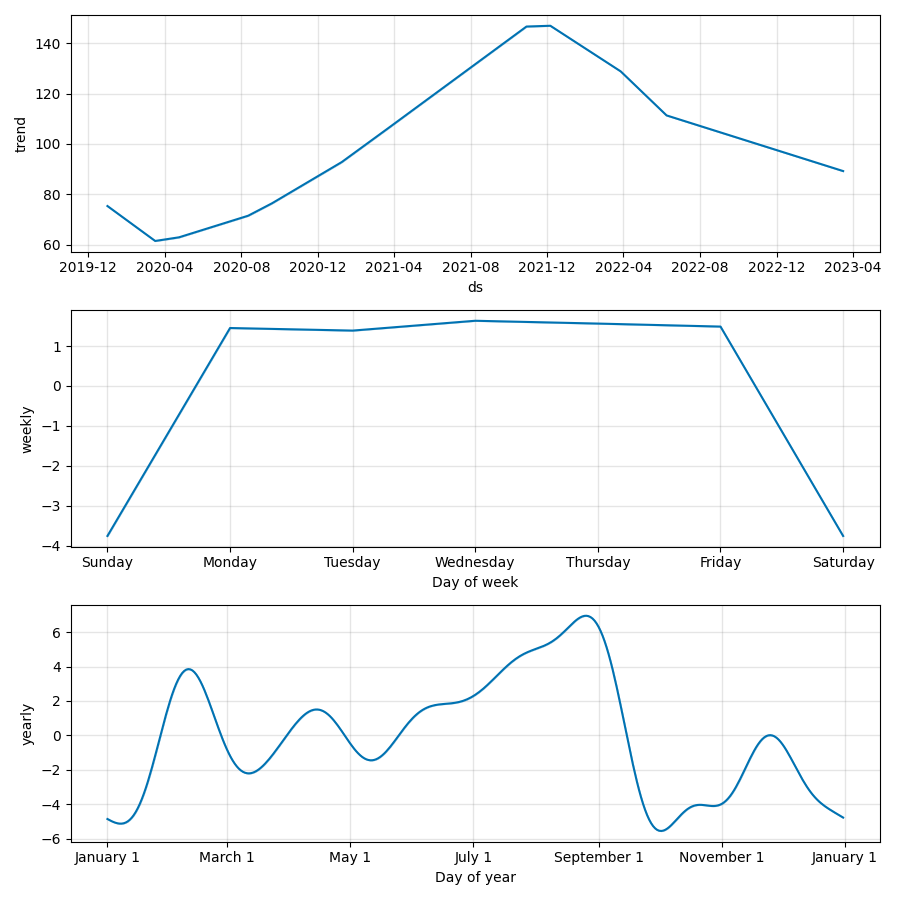 140
120
100
80
60
trend
2019-12 2020-04 2020-08 2020-12 2021-04 2021-08 2021-12 2022-04 2022-08 2022-12 2023-04
ds
1
0
−1
−2
−3
−4
weekly
Sunday Monday Tuesday Wednesday Thursday Friday Saturday
Day of week
6
4
2
0
−2
−4
−6
yearly
January 1 March 1 May 1 July 1 September 1 November 1 January 1
Day of year